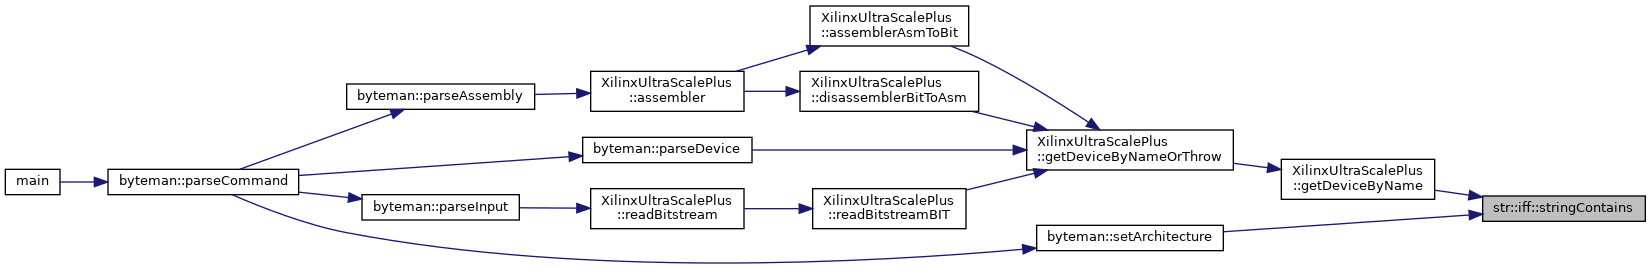 main
byteman::parseCommand
byteman::parseAssembly
byteman::parseInput
XilinxUltraScalePlus
::assembler
byteman::parseDevice
XilinxUltraScalePlus
::readBitstream
XilinxUltraScalePlus
::assemblerAsmToBit
XilinxUltraScalePlus
::disassemblerBitToAsm
XilinxUltraScalePlus
::readBitstreamBIT
XilinxUltraScalePlus
::getDeviceByNameOrThrow
byteman::setArchitecture
XilinxUltraScalePlus
::getDeviceByName
str::iff::stringContains